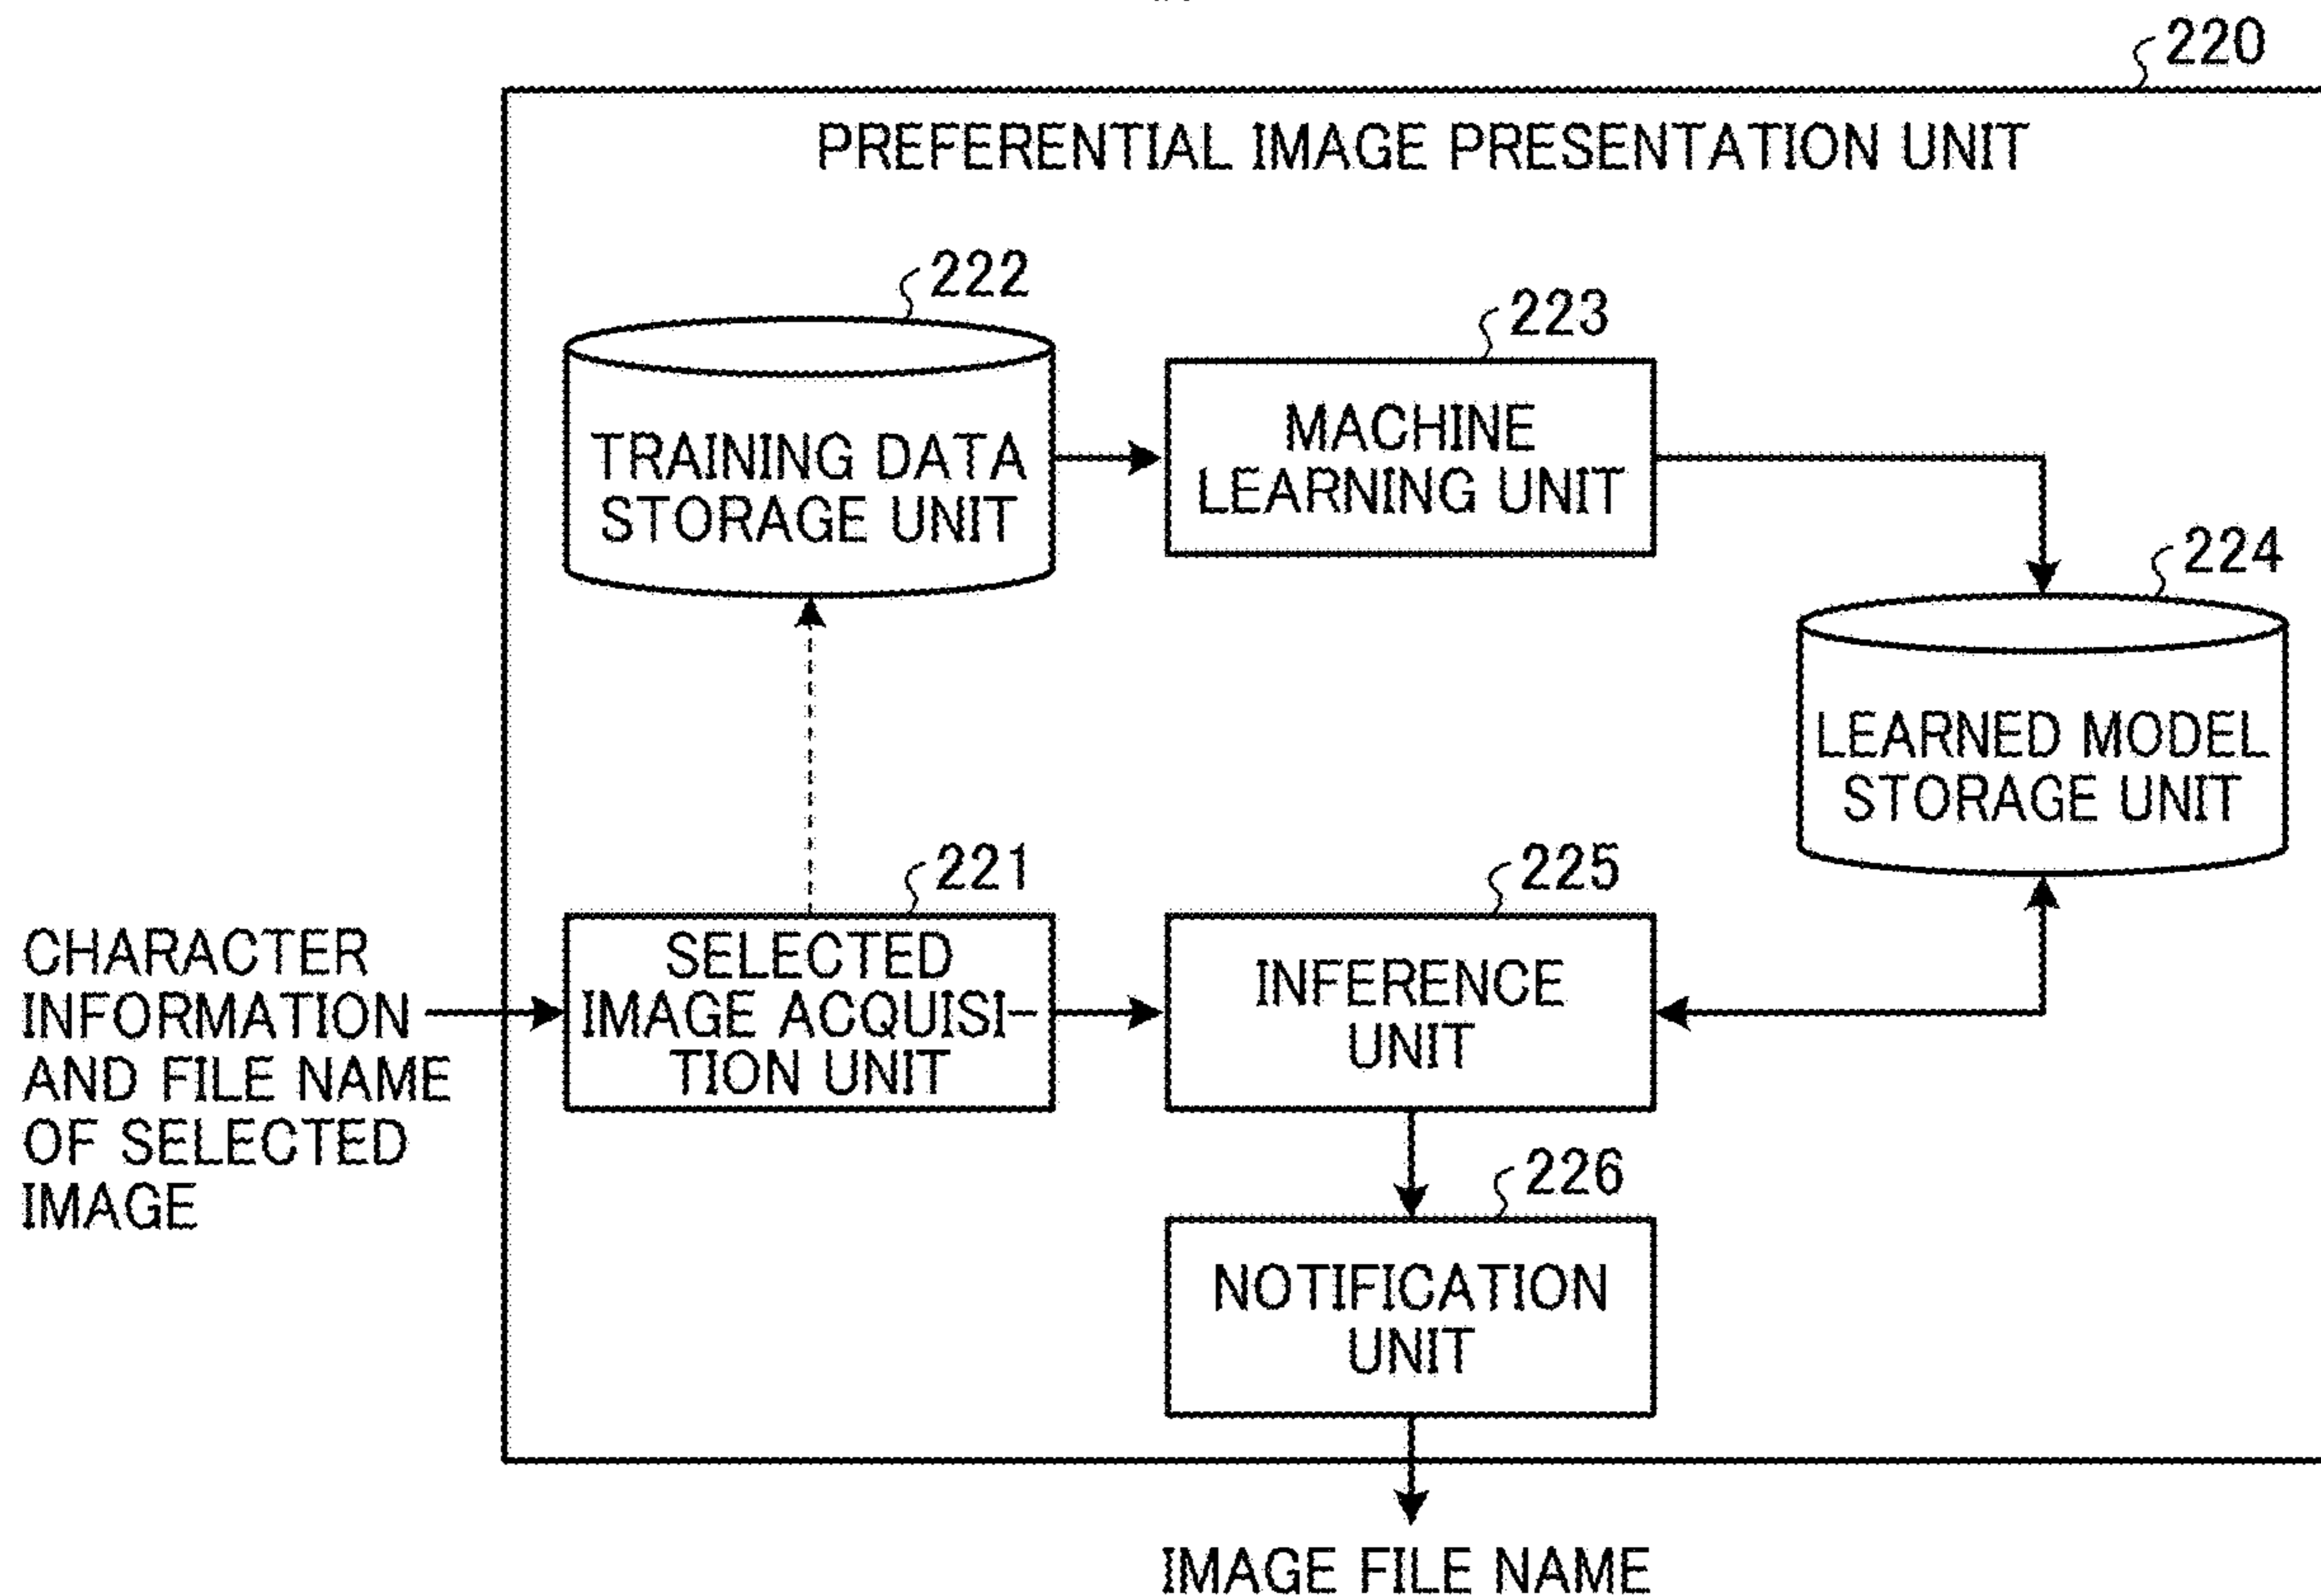 220
PREFERENTIAL IMAGE PRESENTATION UNIT
222
TRAINING DATA
STORAGE UNIT
223
MACHINE
LEARNING UNIT
224
LEARNED MODEL
STORAGE UNIT
CHARACTER
INFORMATION
AND FILE NAME
OF SELECTED
IMAGE
221
SELECTED
IMAGE ACQUISI-
TION UNIT
225
INFERENCE
UNIT
226
NOTIFICATION
UNIT
IMAGE FILE NAME